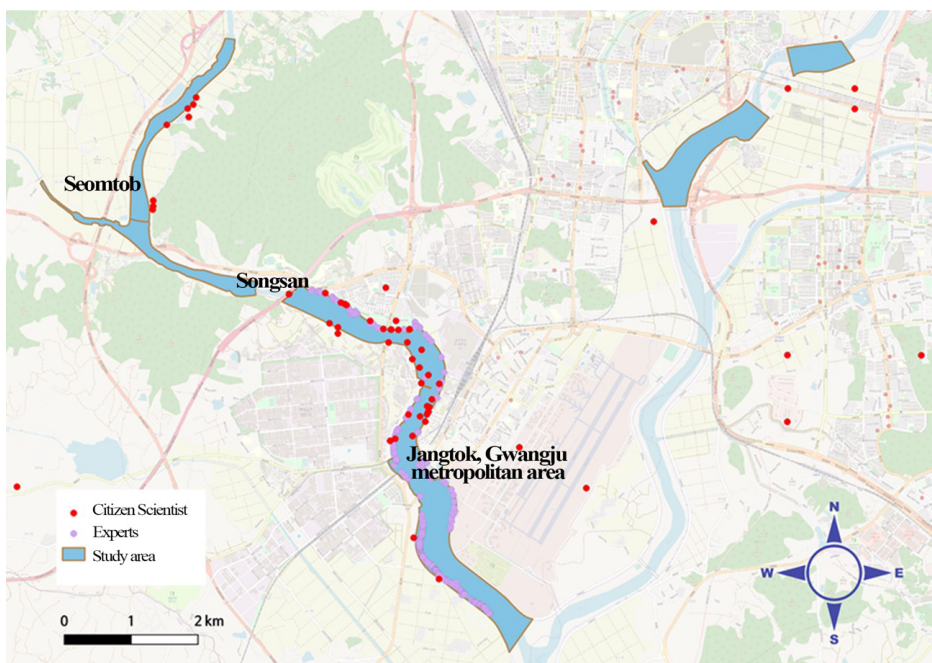 Seomtob
Songsan
Jangtok, Gwangju
metropolitan area
Citizen Scientist
Experts
Study area
0 1 2 km
N
W E
S